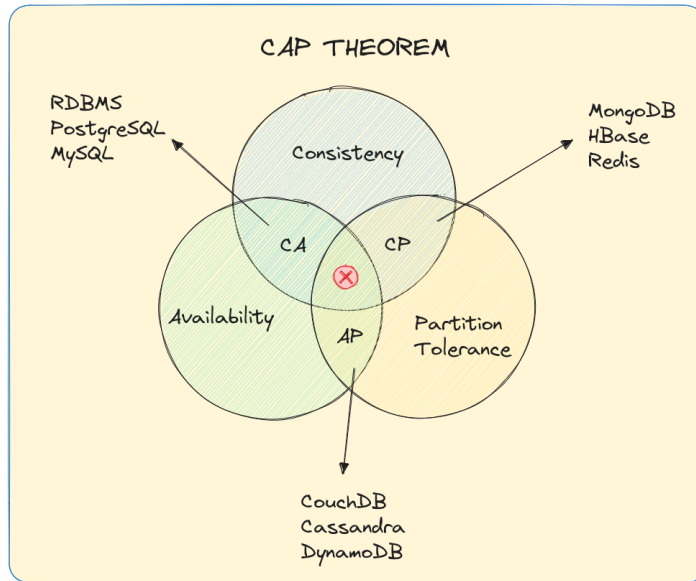 CAP THEOREM
RDBMS
PostgreSQL
MySQL
MongoDB
HBase
Redis
Consistency
CA
CP
Availability
Partition
Tolerance
AP
CouchDB
Cassandra
DynamoDB